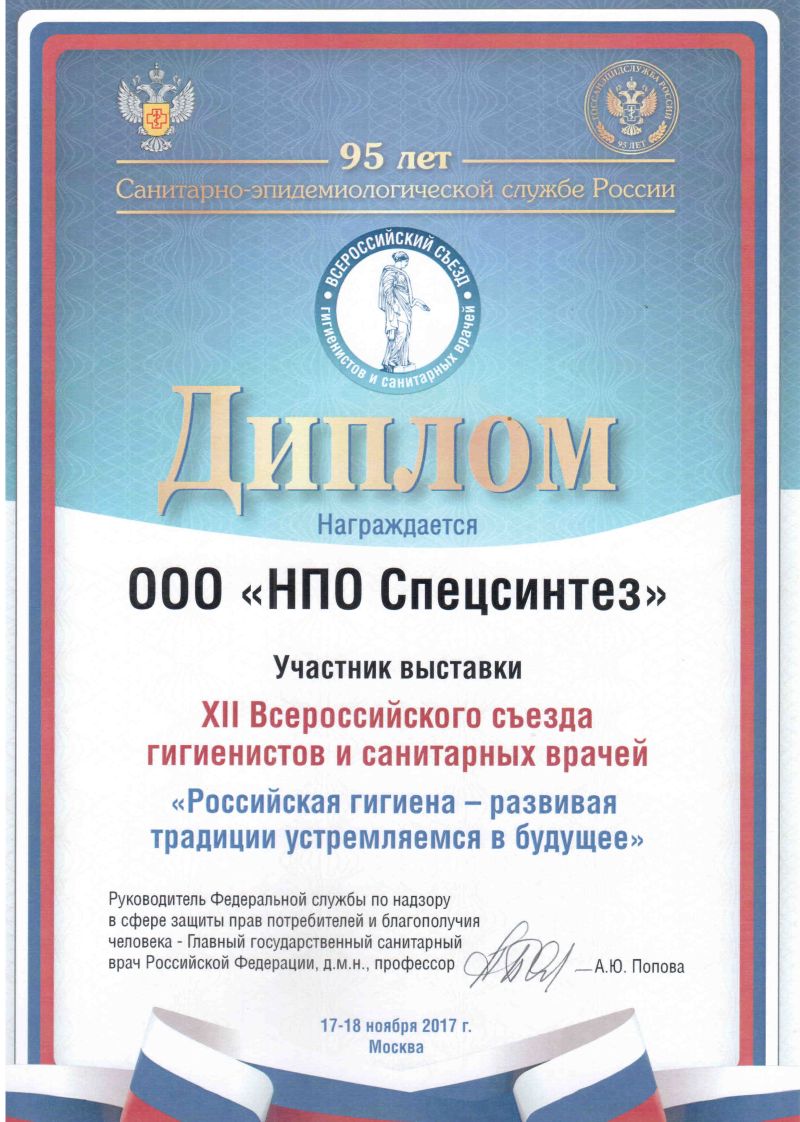 ГОССАНЭПИДСЛУЖБА РОССИИ
95 ЛЕТ
95 лет
Санитарно-эпидемиологической службе России
ВСЕРОССИЙСКИЙ СЪЕЗД
гигиенистов и санитарных врачей
Диплом
Награждается
ООО «НПО Спецсинтез»
Участник выставки
XII Всероссийского съезда
гигиенистов и санитарных врачей
«Российская гигиена – развивая
традиции устремляемся в будущее»
Руководитель Федеральной службы по надзору
в сфере защиты прав потребителей и благополучия
человека - Главный государственный санитарный
врач Российской Федерации, д.м.н., профессор
А.Ю. Попова
17-18 ноября 2017 г.
Москва